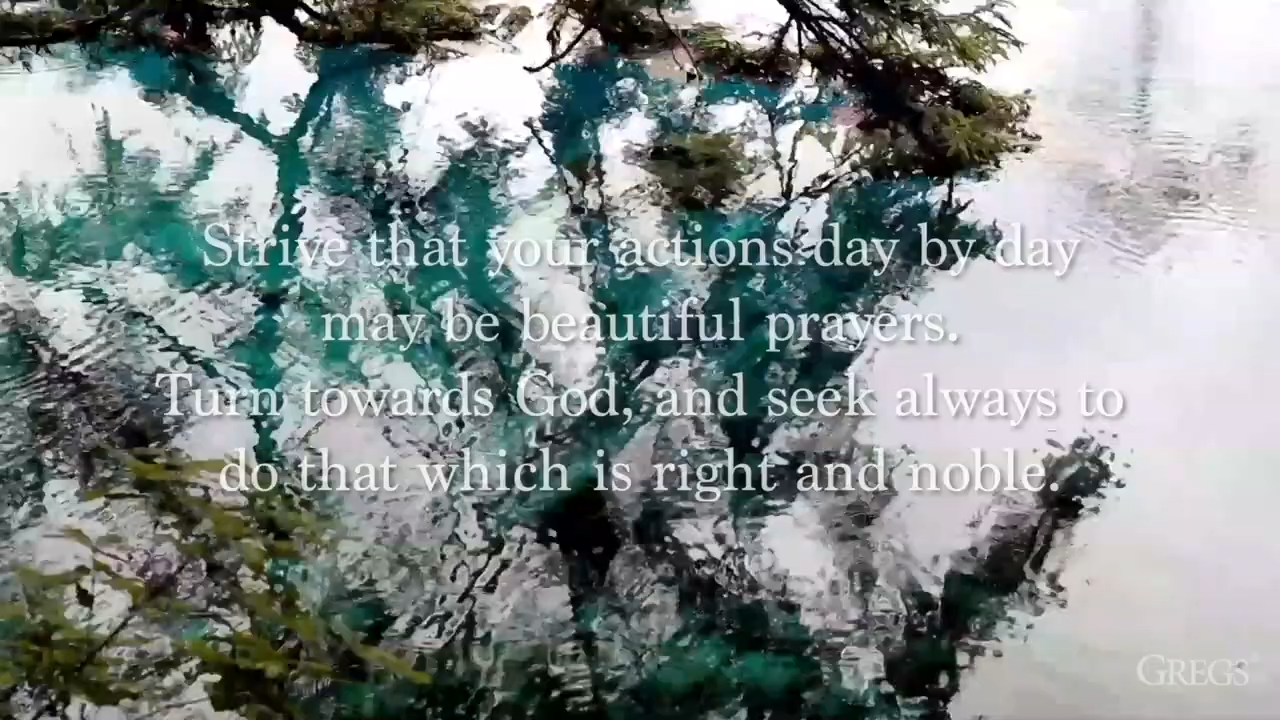 Strive that your actions day by day
may be beautiful prayers.
Turn towards God, and seek always to
do that which is right and noble.
GREGS